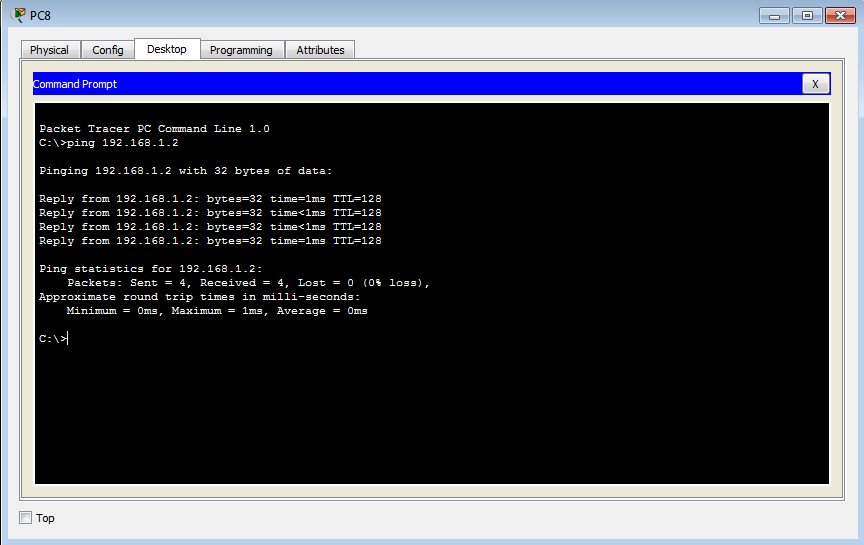 PC8
Physical Config Desktop Programming Attributes
Command Prompt X
Packet Tracer PC Command Line 1.0
C:\>ping 192.168.1.2
Pinging 192.168.1.2 with 32 bytes of data:
Reply from 192.168.1.2: bytes=32 time=1ms TTL=128
Reply from 192.168.1.2: bytes=32 time<1ms TTL=128
Reply from 192.168.1.2: bytes=32 time<1ms TTL=128
Reply from 192.168.1.2: bytes=32 time=1ms TTL=128
Ping statistics for 192.168.1.2:
    Packets: Sent = 4, Received = 4, Lost = 0 (0% loss),
Approximate round trip times in milli-seconds:
    Minimum = 0ms, Maximum = 1ms, Average = 0ms
C:\>
Top